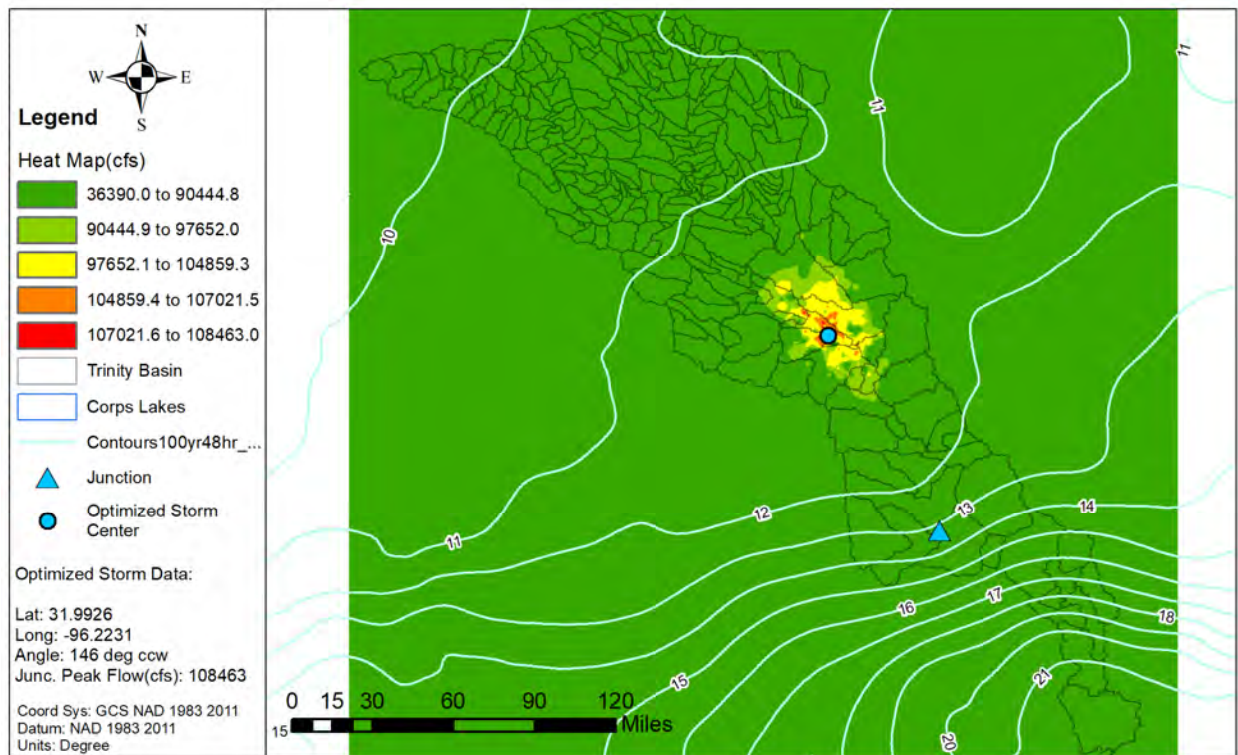 N
W E
S
Legend
Heat Map(cfs)
36390.0 to 90444.8
90444.9 to 97652.0
97652.1 to 104859.3
104859.4 to 107021.5
107021.6 to 108463.0
Trinity Basin
Corps Lakes
Contours100yr48hr_...
Junction
Optimized Storm
Center
Optimized Storm Data:
Lat: 31.9926
Long: -96.2231
Angle: 146 deg ccw
Junc. Peak Flow(cfs): 108463
Coord Sys: GCS NAD 1983 2011
Datum: NAD 1983 2011
Units: Degree
11
11
10
12
13
14
11
16
17
18
15
21
20
15
0 15 30 60 90 120
Miles